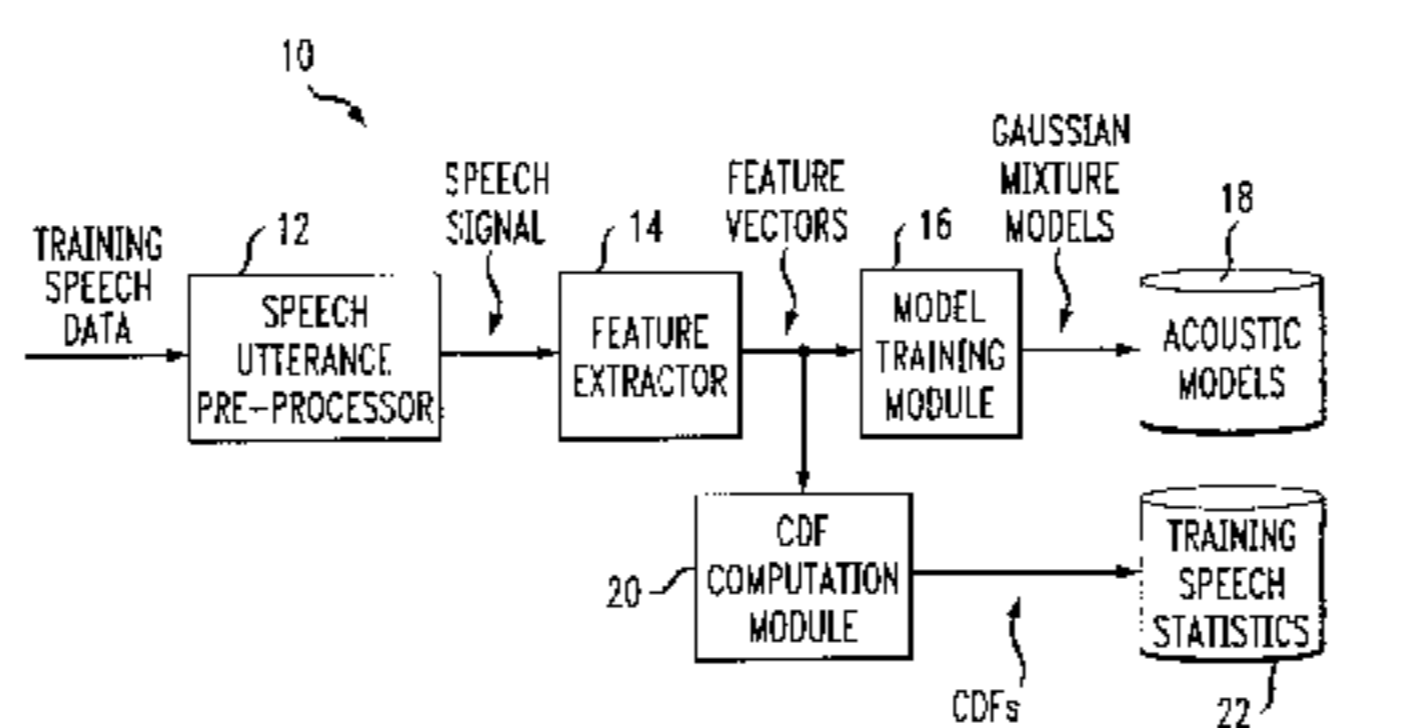 10
TRAINING
SPEECH
DATA
12
SPEECH
UTTERANCE
PRE-PROCESSOR
SPEECH
SIGNAL
14
FEATURE
EXTRACTOR
FEATURE
VECTORS
16
MODEL
TRAINING
MODULE
GAUSSIAN
MIXTURE
MODELS
18
ACOUSTIC
MODELS
20
CDF
COMPUTATION
MODULE
CDFs
TRAINING
SPEECH
STATISTICS
22